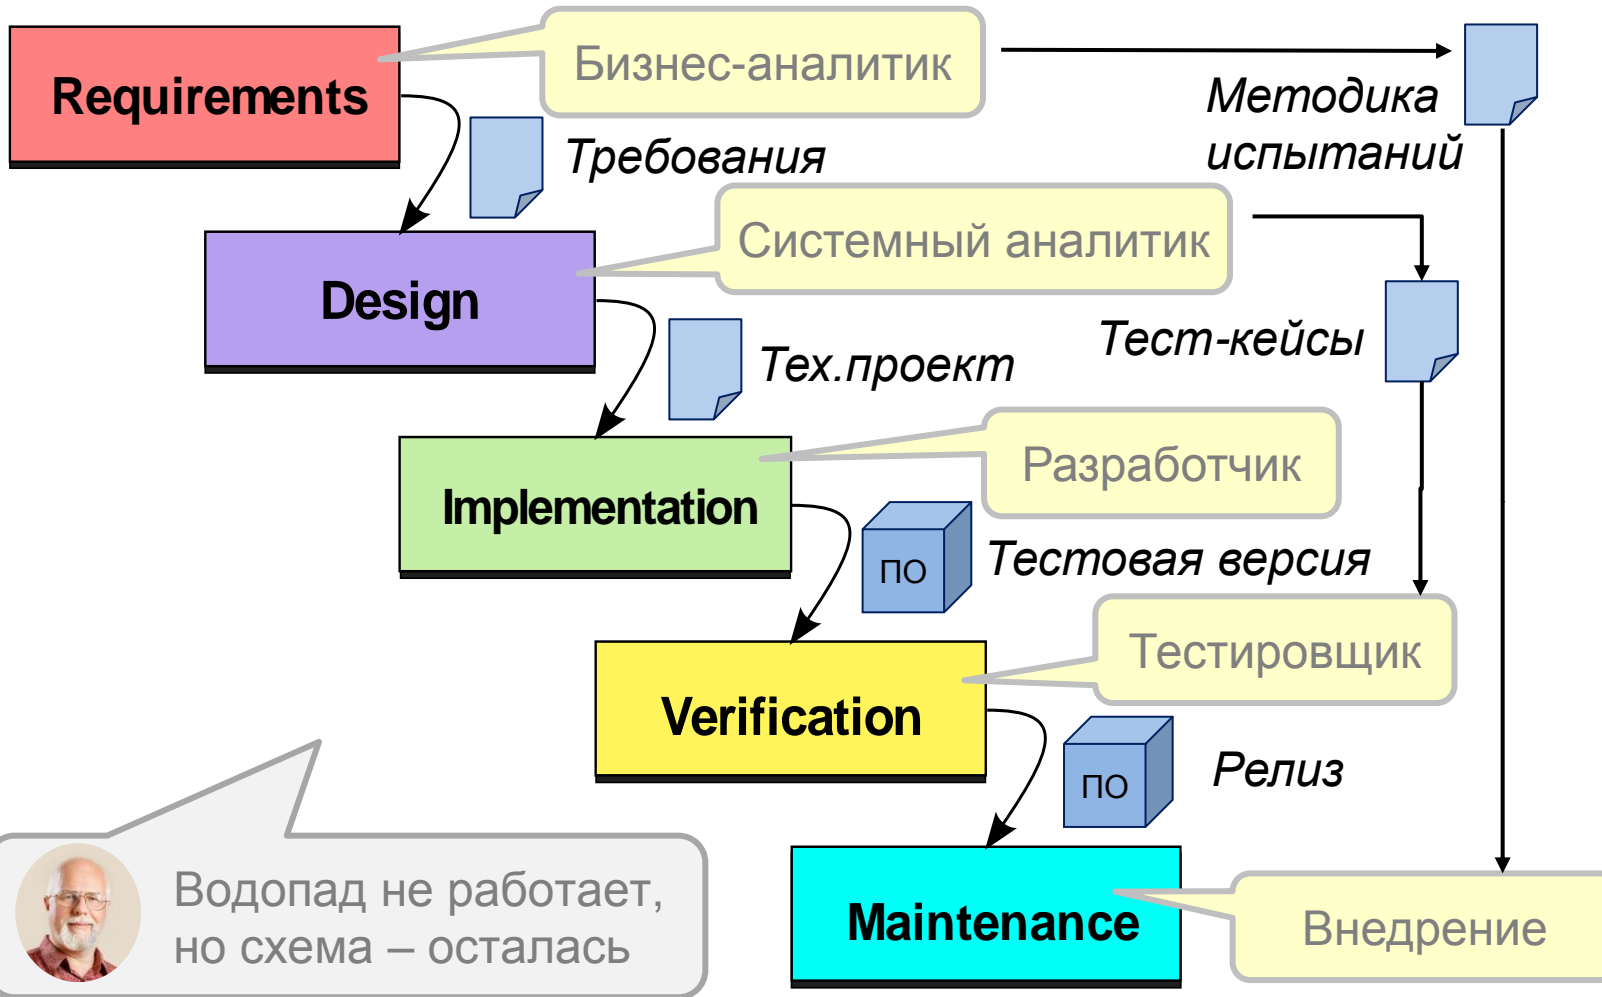 Requirements
Бизнес-аналитик
Методика
испытаний
Требования
Системный аналитик
Design
Тест-кейсы
Тех.проект
Разработчик
Implementation
ПО
Тестовая версия
Тестировщик
Verification
ПО
Релиз
Водопад не работает,
но схема – осталась
Maintenance
Внедрение